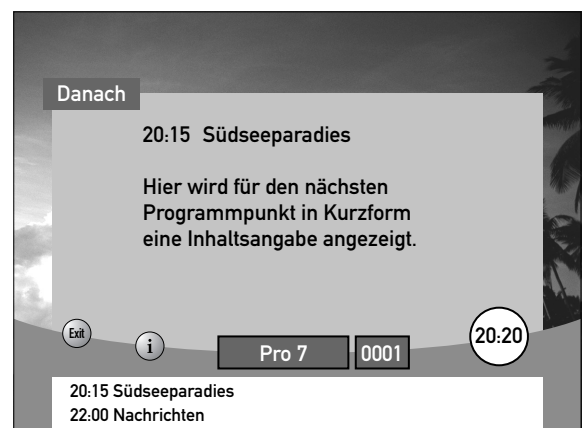 Danach
20:15 Südseeparadies
Hier wird für den nächsten
Programmpunkt in Kurzform
eine Inhaltsangabe angezeigt.
Exit
i
Pro 7
0001
20:20
20:15 Südseeparadies
22:00 Nachrichten